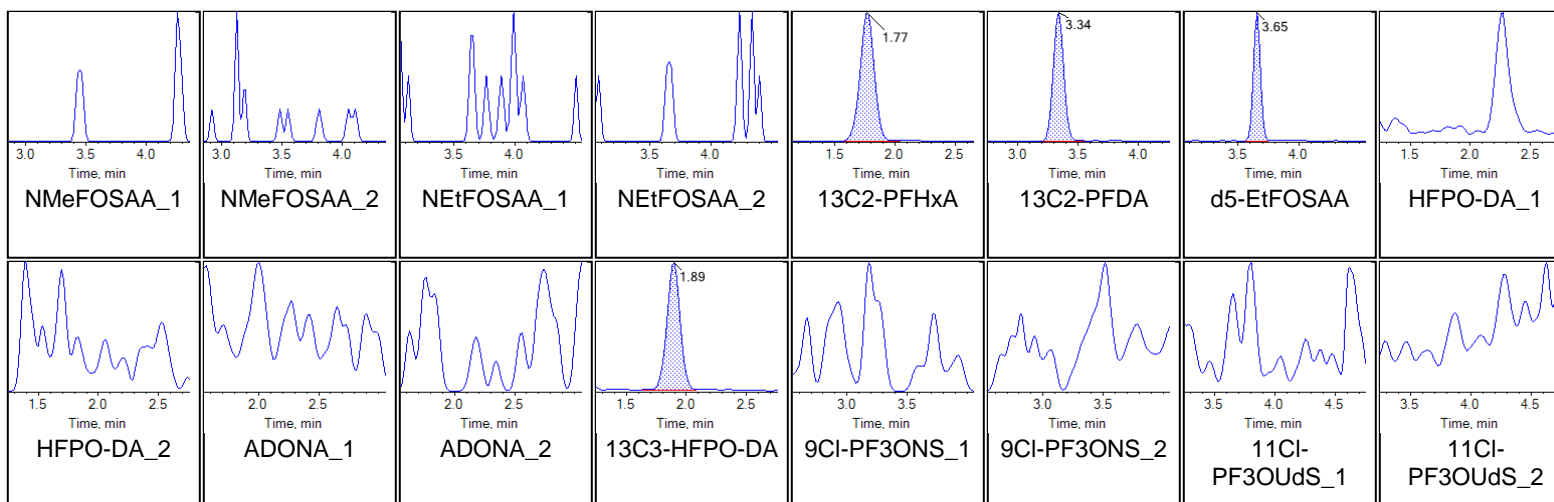 1.77
3.34
3.65
3.0 3.5 4.0
3.0 3.5 4.0
3.5 4.0
3.5 4.0
1.5 2.0 2.5
3.0 3.5 4.0
3.5 4.0
1.5 2.0 2.5
Time, min
Time, min
Time, min
Time, min
Time, min
Time, min
Time, min
Time, min
NMeFOSAA_1
NMeFOSAA_2
NEtFOSAA_1
NEtFOSAA_2
13C2-PFHxA
13C2-PFDA
d5-EtFOSAA
HFPO-DA_1
1.89
1.5 2.0 2.5
2.0 2.5
2.0 2.5
1.5 2.0 2.5
3.0 3.5
3.0 3.5
3.5 4.0 4.5
3.5 4.0 4.5
Time, min
Time, min
Time, min
Time, min
Time, min
Time, min
Time, min
Time, min
HFPO-DA_2
ADONA_1
ADONA_2
13C3-HFPO-DA
9Cl-PF3ONS_1
9Cl-PF3ONS_2
11Cl-
PF3OUdS_1
11Cl-
PF3OUdS_2